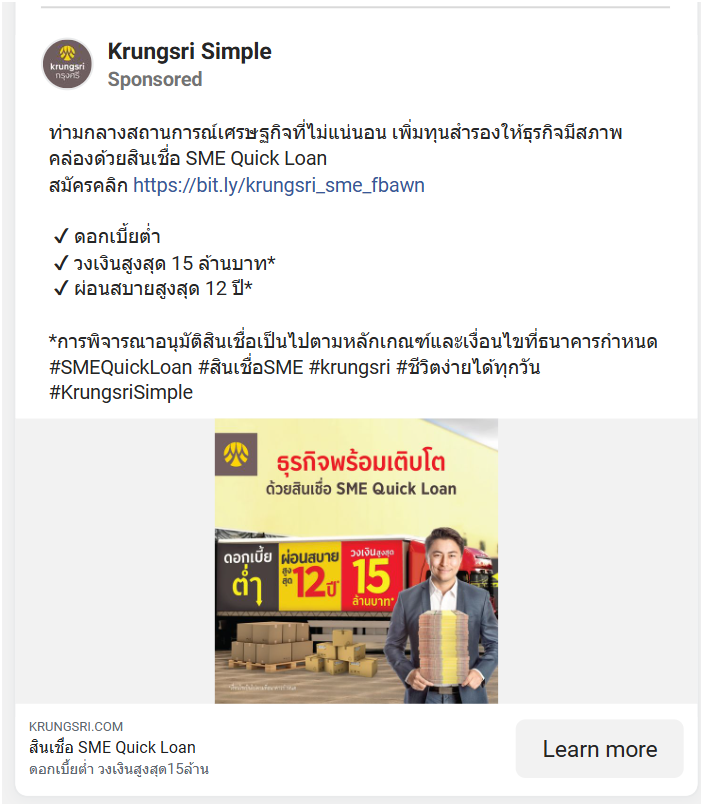 krungsri
กรุงศรี
Krungsri Simple
Sponsored
ท่ามกลางสถานการณ์เศรษฐกิจที่ไม่แน่นอน เพิ่มทุนสำรองให้ธุรกิจมีสภาพ
คล่องด้วยสินเชื่อ SME Quick Loan
สมัครคลิก https://bit.ly/krungsri_sme_fbawn
✓ ดอกเบี้ยต่ำ
✓ วงเงินสูงสุด 15 ล้านบาท*
✓ ผ่อนสบายสูงสุด 12 ปี*
*การพิจารณาอนุมัติสินเชื่อเป็นไปตามหลักเกณฑ์และเงื่อนไขที่ธนาคารกำหนด
#SMEQuickLoan #สินเชื่อSME #krungsri #ชีวิตง่ายได้ทุกวัน
#KrungsriSimple
ธุรกิจพร้อมเติบโต
ด้วยสินเชื่อ SME Quick Loan
ดอกเบี้ย
ต่ำ
ผ่อนสบาย
สูงสุด 12 ปี*
วงเงินสูงสุด
15
ล้านบาท*
KRUNGSRI.COM
สินเชื่อ SME Quick Loan
ดอกเบี้ยต่ำ วงเงินสูงสุด15ล้าน
Learn more